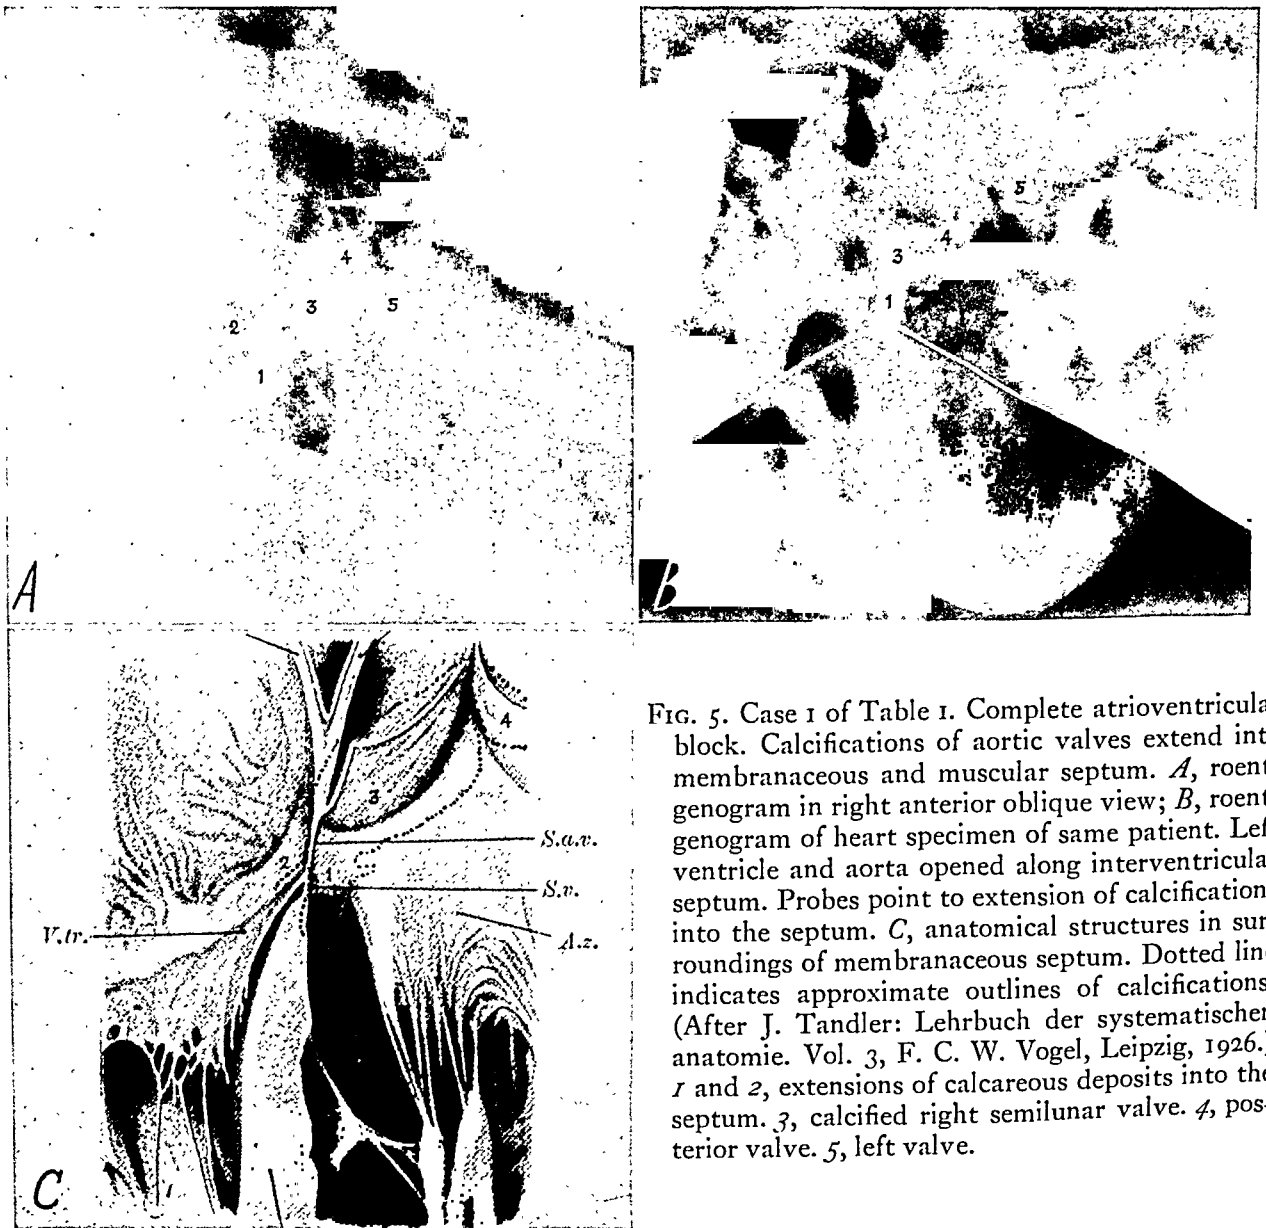 4
3
5
2
1
A
5
4
3
1
B
4
3
2
1
S.a.v.
S.v.
V.tr.
A.z.
1
C
FIG. 5. Case 1 of Table 1. Complete atrioventricula
block. Calcifications of aortic valves extend int
membranaceous and muscular septum. A, roent
genogram in right anterior oblique view; B, roent
genogram of heart specimen of same patient. Lef
ventricle and aorta opened along interventricula
septum. Probes point to extension of calcification
into the septum. C, anatomical structures in sur
roundings of membranaceous septum. Dotted lin
indicates approximate outlines of calcifications
(After J. Tandler: Lehrbuch der systematischer
anatomie. Vol. 3, F. C. W. Vogel, Leipzig, 1926.)
1 and 2, extensions of calcareous deposits into the
septum. 3, calcified right semilunar valve. 4, pos-
terior valve. 5, left valve.